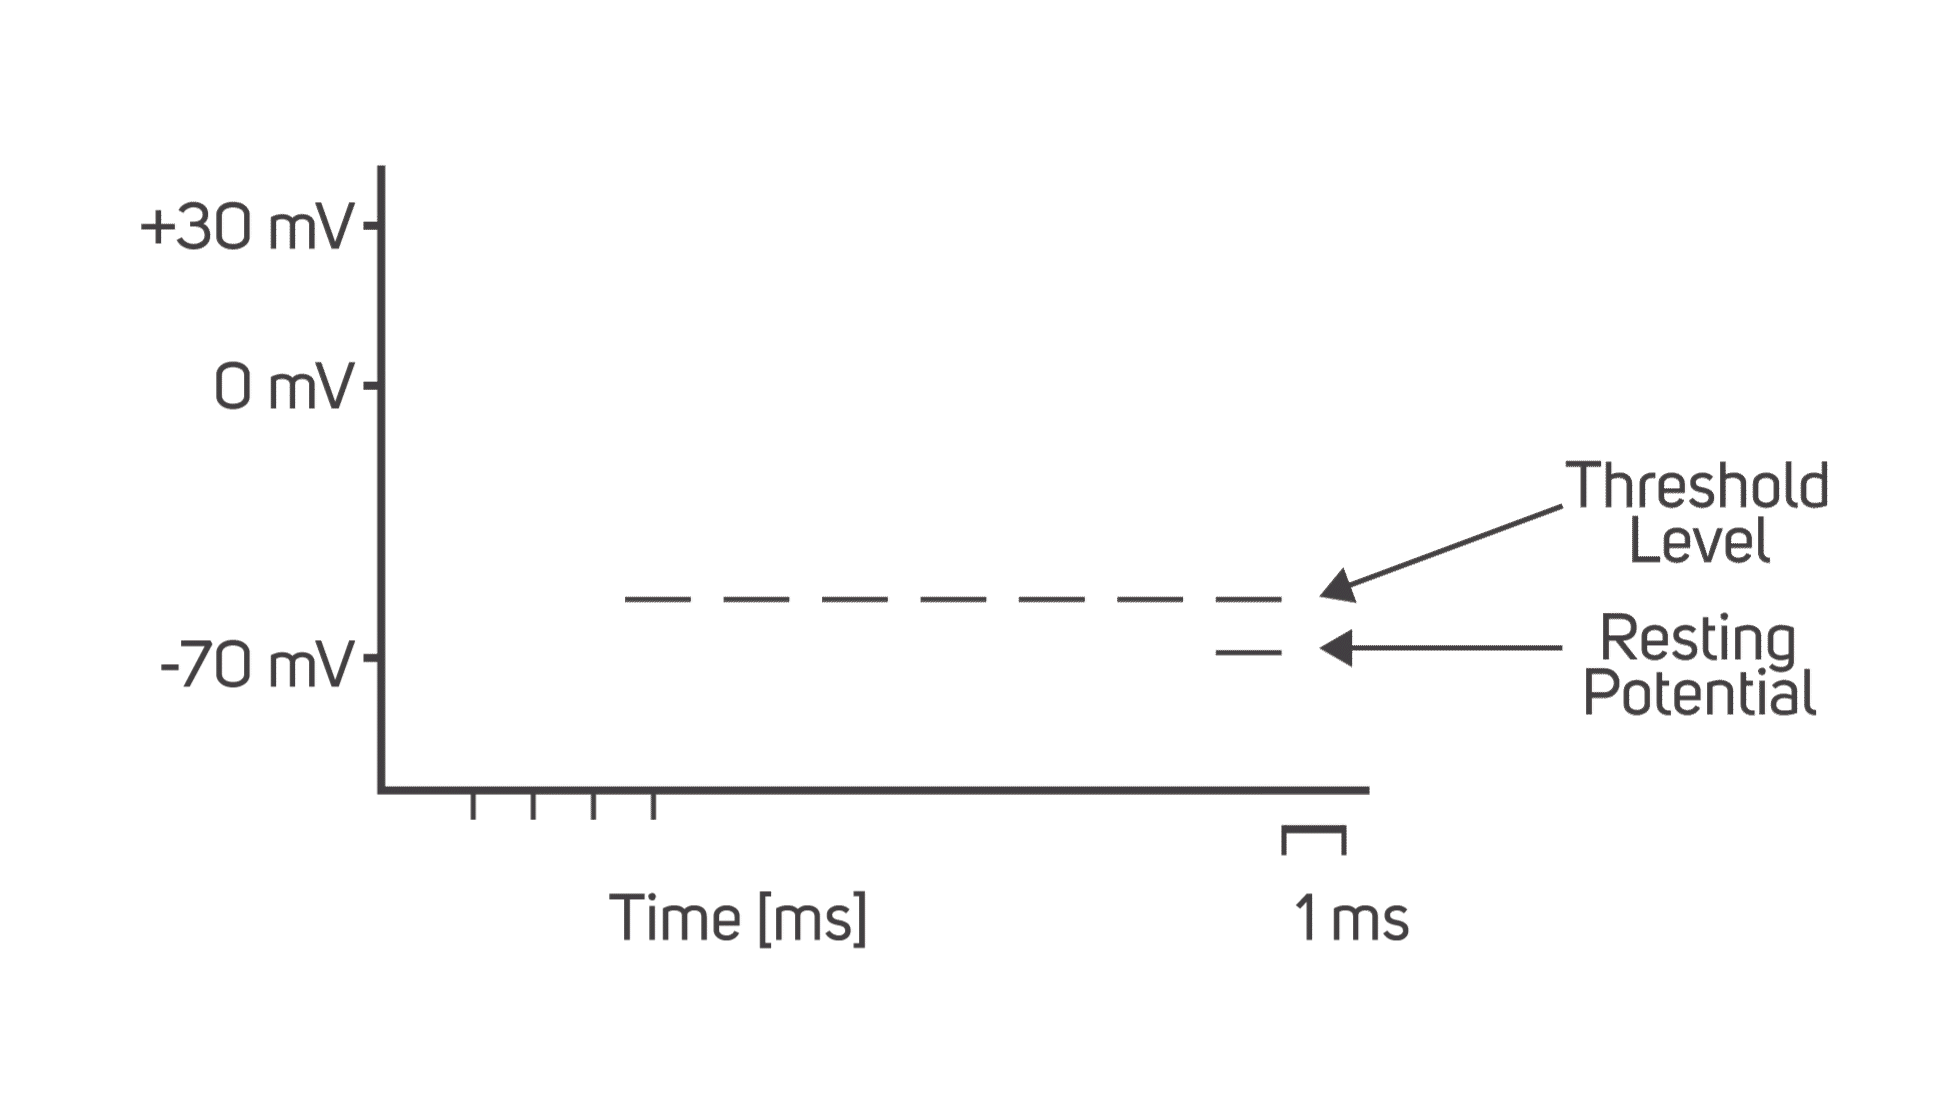 +30 mV
0 mV
Threshold
Level
Resting
Potential
-70 mV
Time [ms]
1 ms